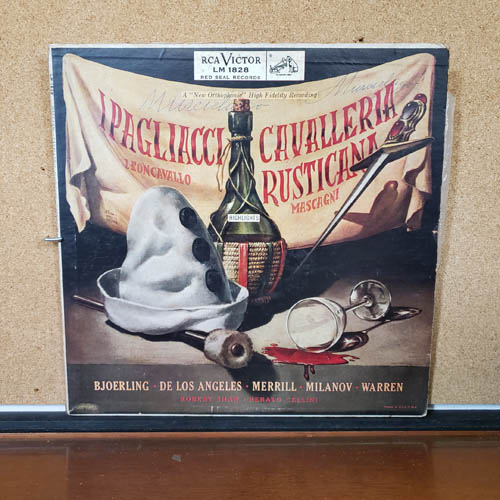 RCA VICTOR
LM 1828
RED SEAL RECORDS
A "New Orthophonic" High Fidelity Recording
I PAGLIACCI
LEONCAVALLO
CAVALLERIA
RUSTICANA
MASCAGNI
HIGHLIGHTS
BJOERLING · DE LOS ANGELES · MERRILL · MILANOV · WARREN
ROBERT SHAW · RENATO CELLINI